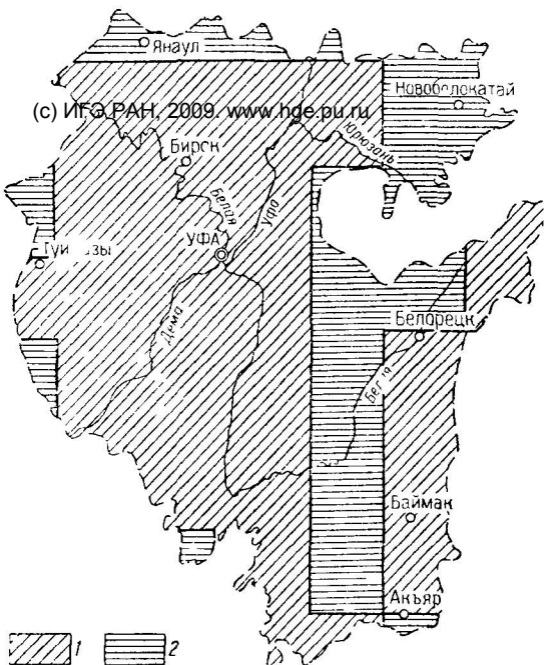 Янаул
Новобелокатай
(с) ИГЭ РАН, 2009. www.hge.pu.ru
Юрюзань
Бирск
Белая
Уфа
УФА
Дема
Белорецк
Баймак
Акъяр
1
2